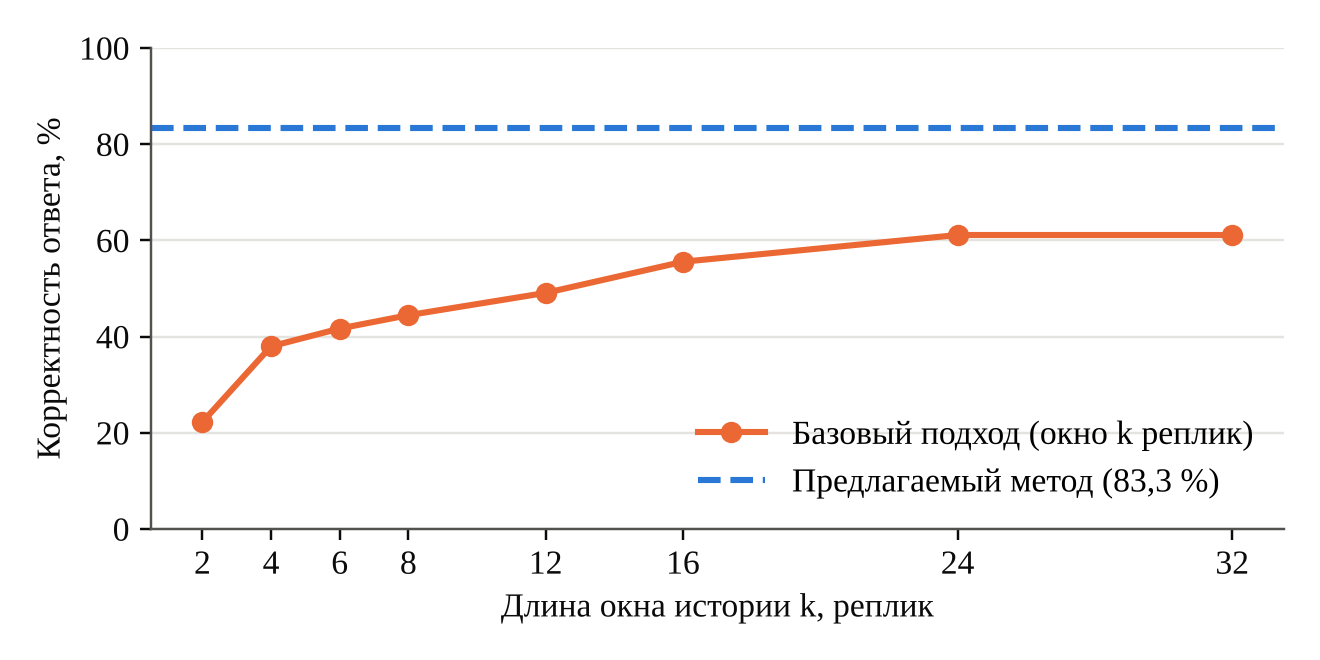 Корректность ответа, %
100
80
60
40
20
0
Базовый подход (окно k реплик)
Предлагаемый метод (83,3 %)
2 4 6 8 12 16 24 32
Длина окна истории k, реплик